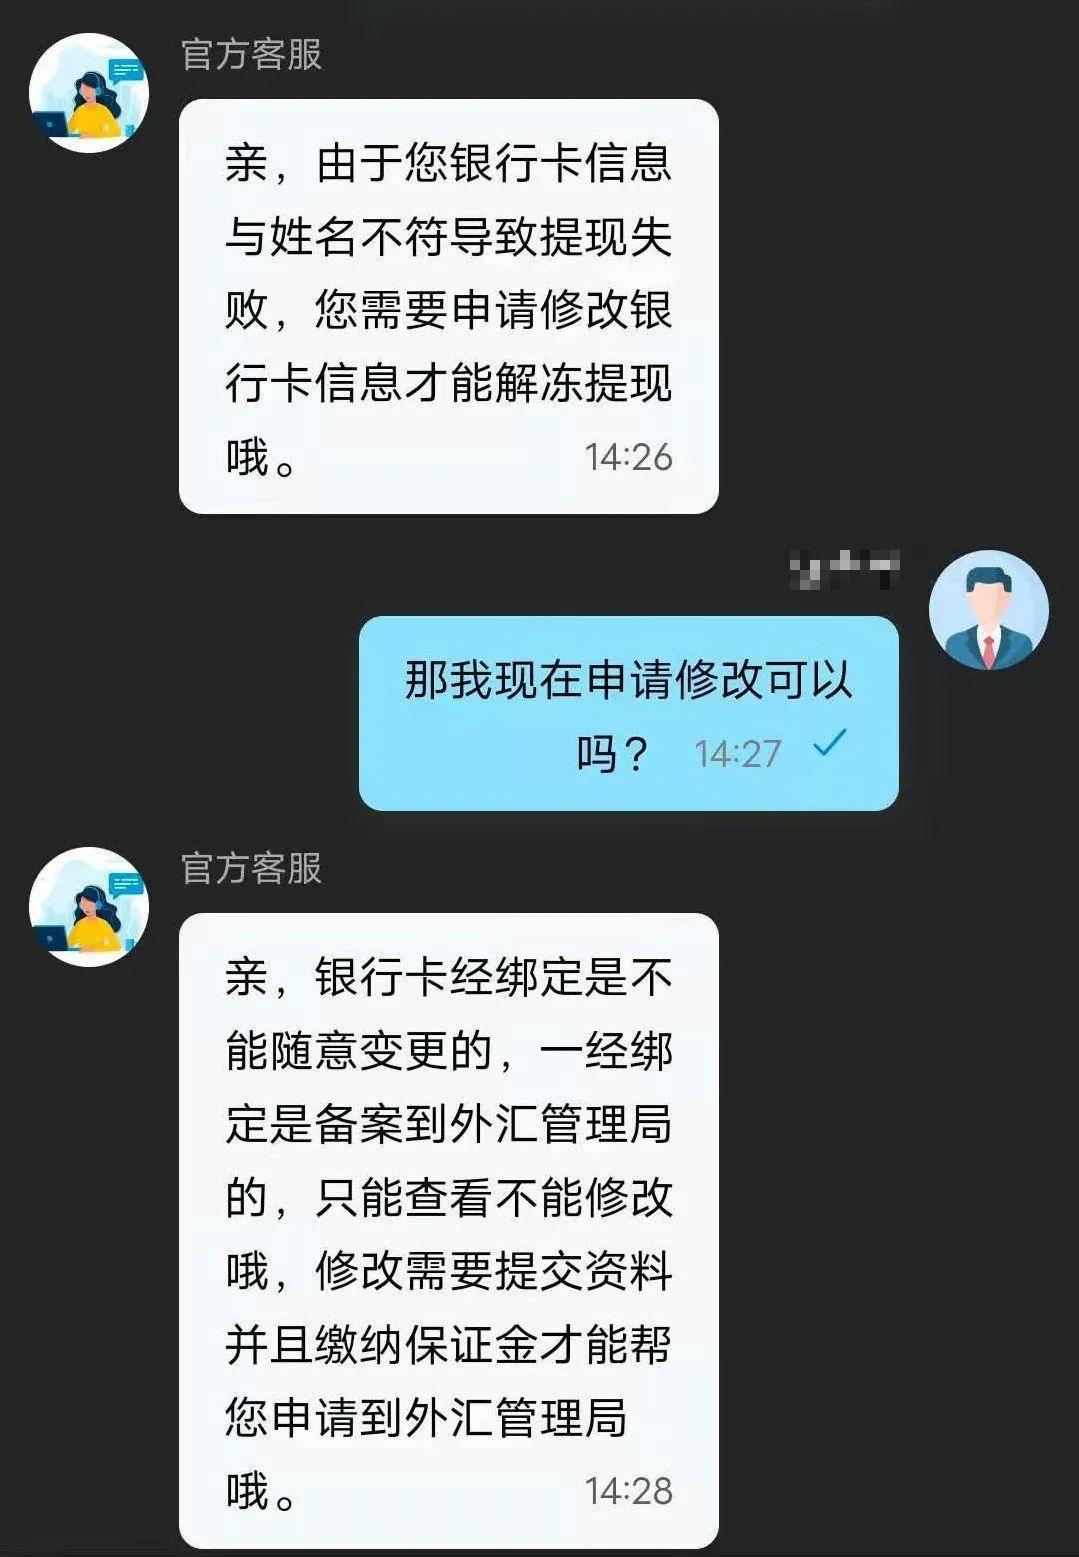 官方客服
亲，由于您银行卡信息
与姓名不符导致提现失
败，您需要申请修改银
行卡信息才能解冻提现
哦。 14:26
那我现在申请修改可以
吗？ 14:27
官方客服
亲，银行卡经绑定是不
能随意变更的，一经绑
定是备案到外汇管理局
的，只能查看不能修改
哦，修改需要提交资料
并且缴纳保证金才能帮
您申请到外汇管理局
哦。 14:28